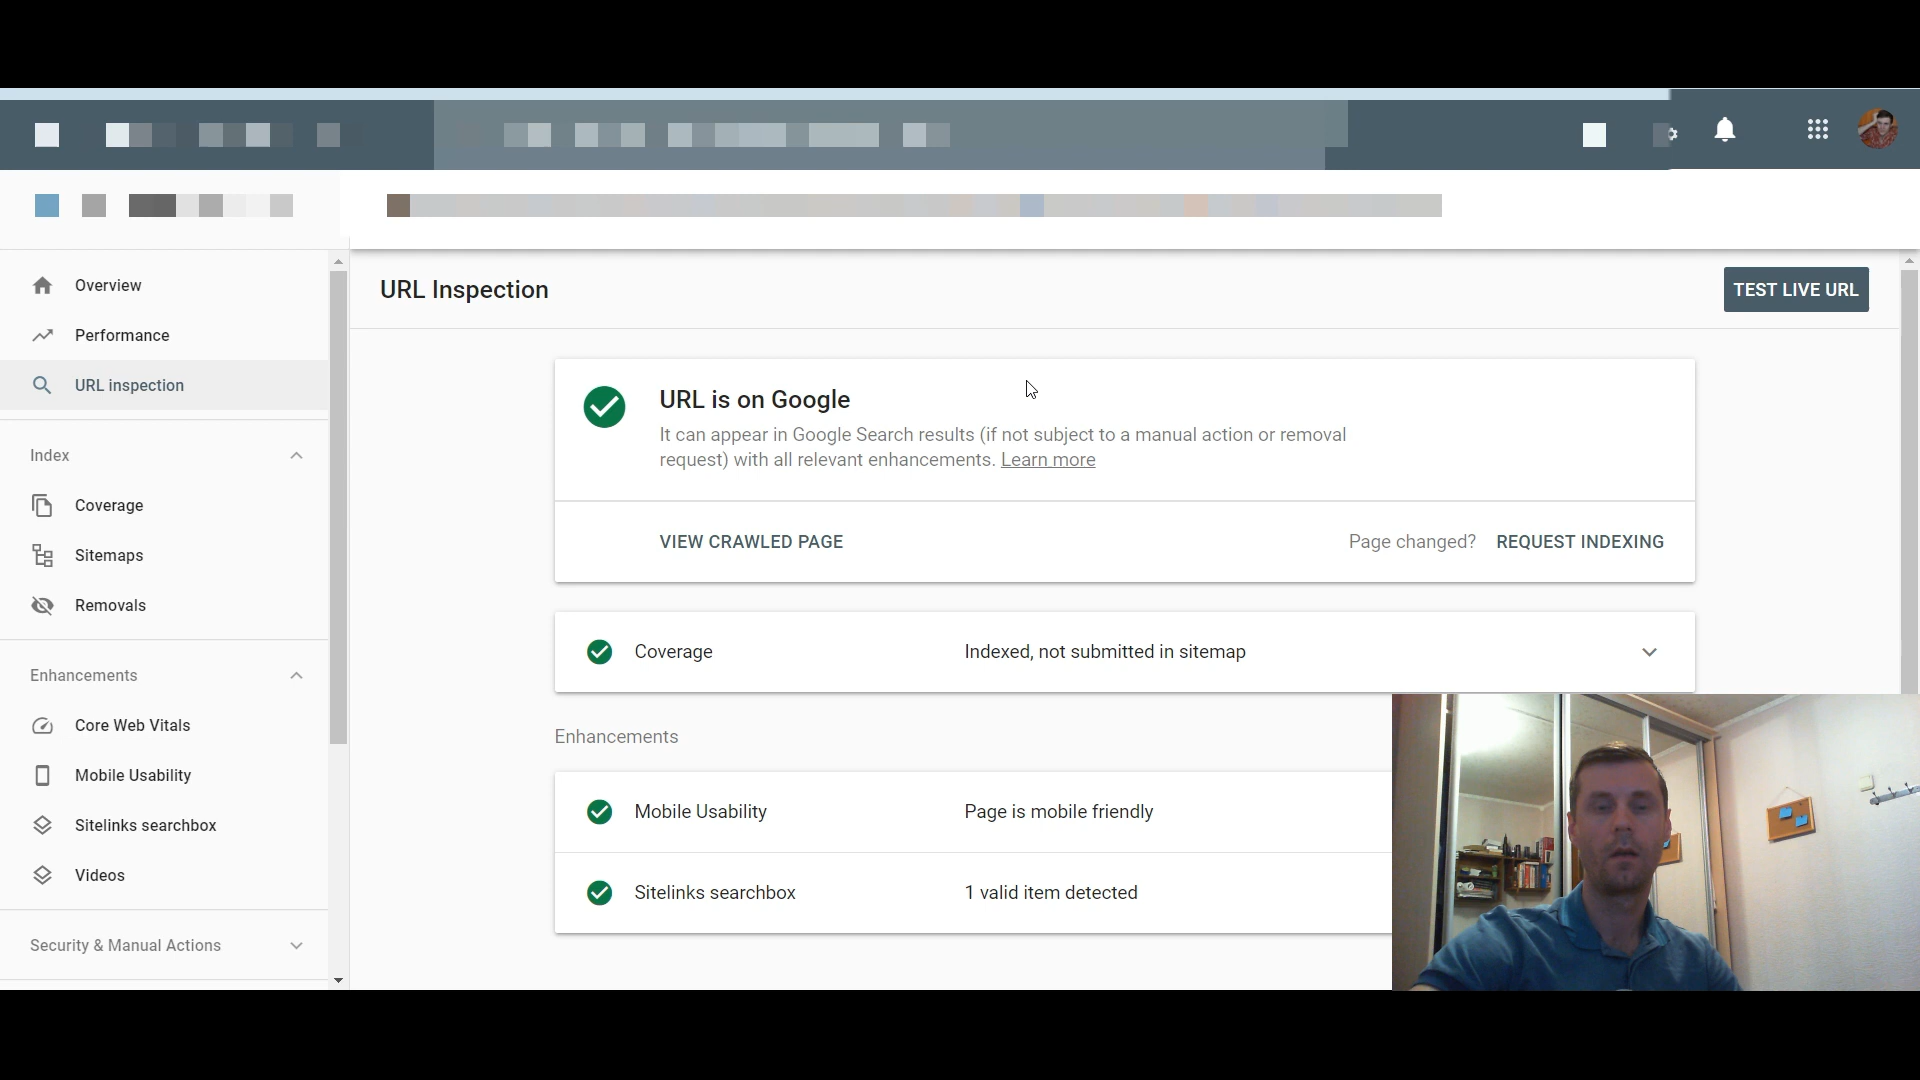 Overview
Performance
URL inspection
Index
Coverage
Sitemaps
Removals
Enhancements
Core Web Vitals
Mobile Usability
Sitelinks searchbox
Videos
Security & Manual Actions
URL Inspection
TEST LIVE URL
URL is on Google
It can appear in Google Search results (if not subject to a manual action or removal
request) with all relevant enhancements. Learn more
VIEW CRAWLED PAGE
Page changed? REQUEST INDEXING
Coverage Indexed, not submitted in sitemap
Enhancements
Mobile Usability Page is mobile friendly
Sitelinks searchbox 1 valid item detected